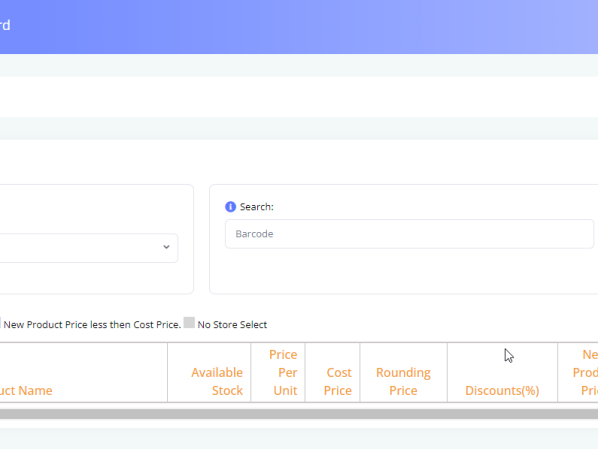 rd
Search:
Barcode
New Product Price less then Cost Price. No Store Select
uct Name
Available Stock
Price Per Unit
Cost Price
Rounding Price
Discounts(%)
Ne
Prod
Pri